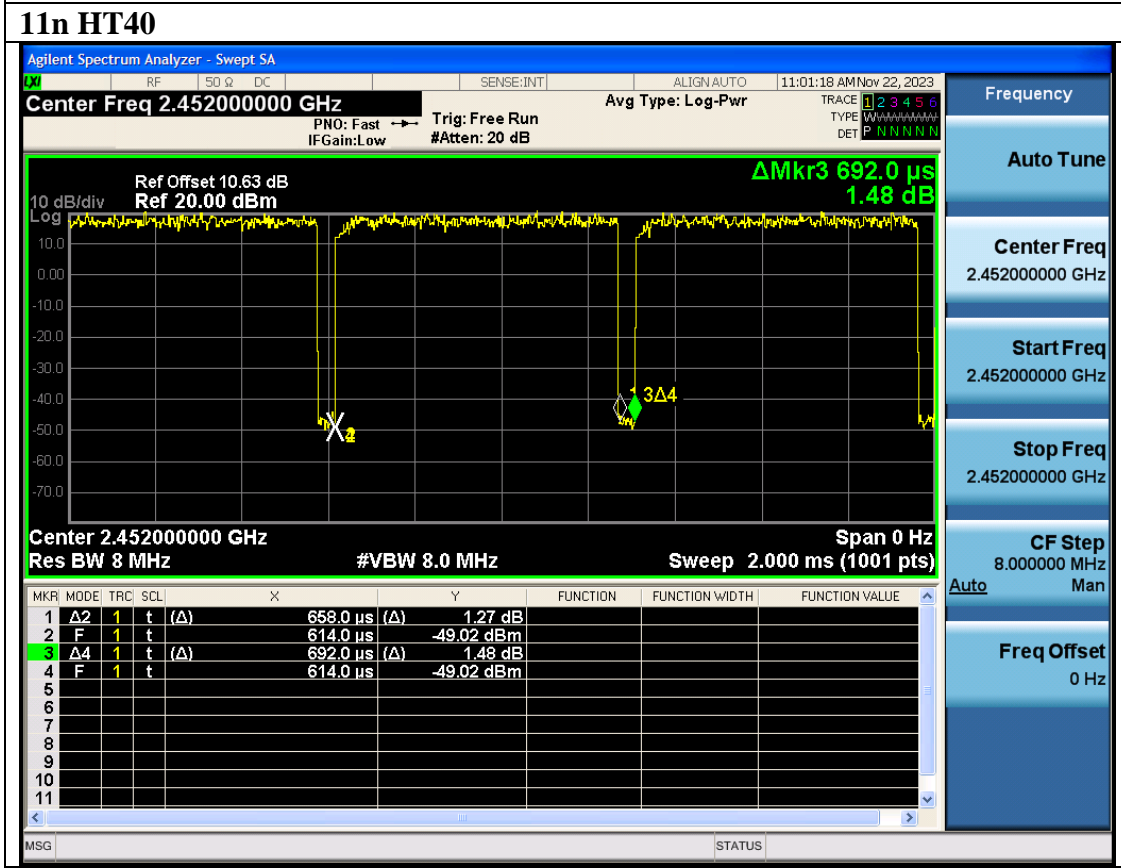 11n HT40
Agilent Spectrum Analyzer - Swept SA
LXI RF 50 Ω DC SENSE:INT ALIGN AUTO 11:01:18 AM Nov 22, 2023
Center Freq 2.452000000 GHz
PNO: Fast
IFGain:Low
Trig: Free Run
#Atten: 20 dB
Avg Type: Log-Pwr
TRACE 1 2 3 4 5 6
TYPE WWWWWW
DET P N N N N N
ΔMkr3 692.0 µs
1.48 dB
Ref Offset 10.63 dB
10 dB/div Ref 20.00 dBm
Log
10.0
0.00
-10.0
-20.0
-30.0
-40.0
-50.0
-60.0
-70.0
1 3Δ4
Center 2.452000000 GHz Span 0 Hz
Res BW 8 MHz #VBW 8.0 MHz Sweep 2.000 ms (1001 pts)
MKR MODE TRC SCL X Y FUNCTION FUNCTION WIDTH FUNCTION VALUE
1 Δ2 1 t (Δ) 658.0 µs (Δ) 1.27 dB
2 F 1 t 614.0 µs -49.02 dBm
3 Δ4 1 t (Δ) 692.0 µs (Δ) 1.48 dB
4 F 1 t 614.0 µs -49.02 dBm
5
6
7
8
9
10
11
MSG STATUS
Frequency
Auto Tune
Center Freq
2.452000000 GHz
Start Freq
2.452000000 GHz
Stop Freq
2.452000000 GHz
CF Step
8.000000 MHz
Auto Man
Freq Offset
0 Hz